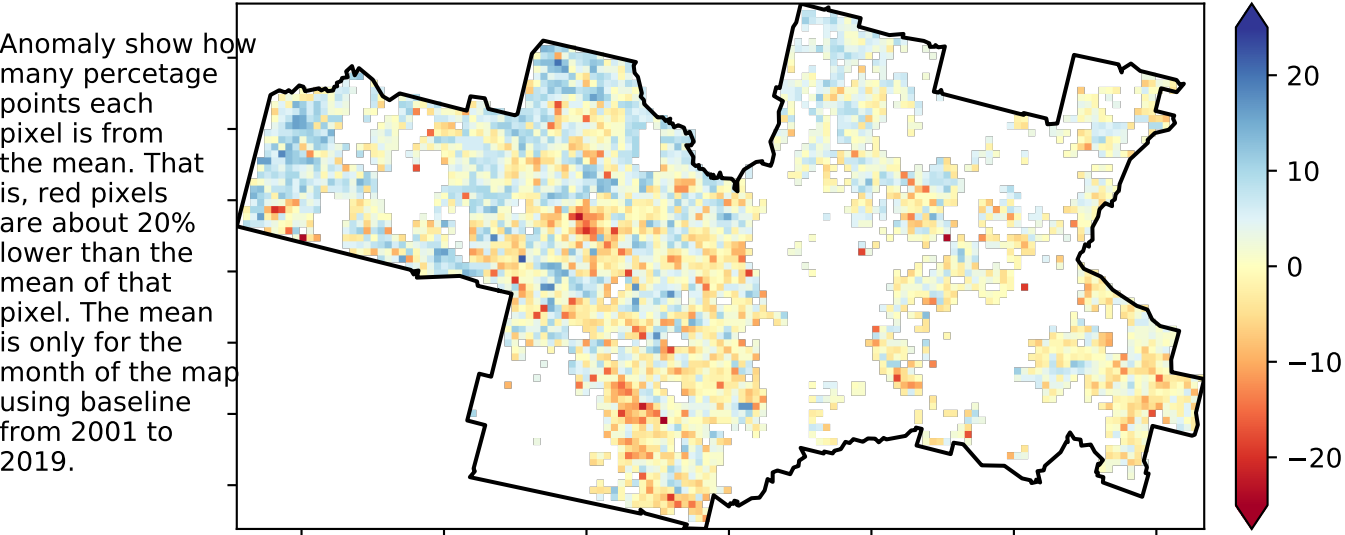 Anomaly show how
many percetage
points each
pixel is from
the mean. That
is, red pixels
are about 20%
lower than the
mean of that
pixel. The mean
is only for the
month of the map
using baseline
from 2001 to
2019.
20
10
0
−10
−20